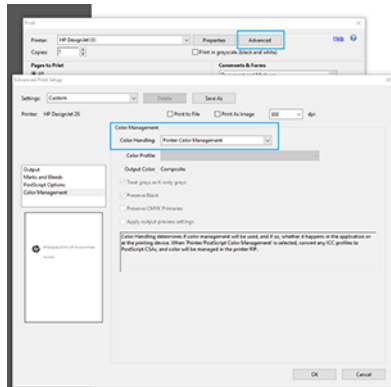 Print
Printer: HP DesignJet Z6 Properties Advanced Help
Copies: 1 Print in grayscale (black and white)
Pages to Print Comments & Forms
All
Advanced Print Setup
Settings: Custom Delete Save As
Printer: HP DesignJet Z6 Print to File Print As Image 300 dpi
Color Management
Color Handling: Printer Color Management
Color Profile:
Output Color: Composite
Treat grays as K-only grays
Preserve Black
Preserve CMYK Primaries
Apply output preview settings
Output
Marks and Bleeds
PostScript Options
Color Management
Color Handling determines if color management will be used, and if so, whether it happens in the application or
at the printing device. When 'Printer/PostScript Color Management' is selected, convert any ICC profiles to
PostScript CSAs, and color will be managed in the printer RIP.
OK Cancel